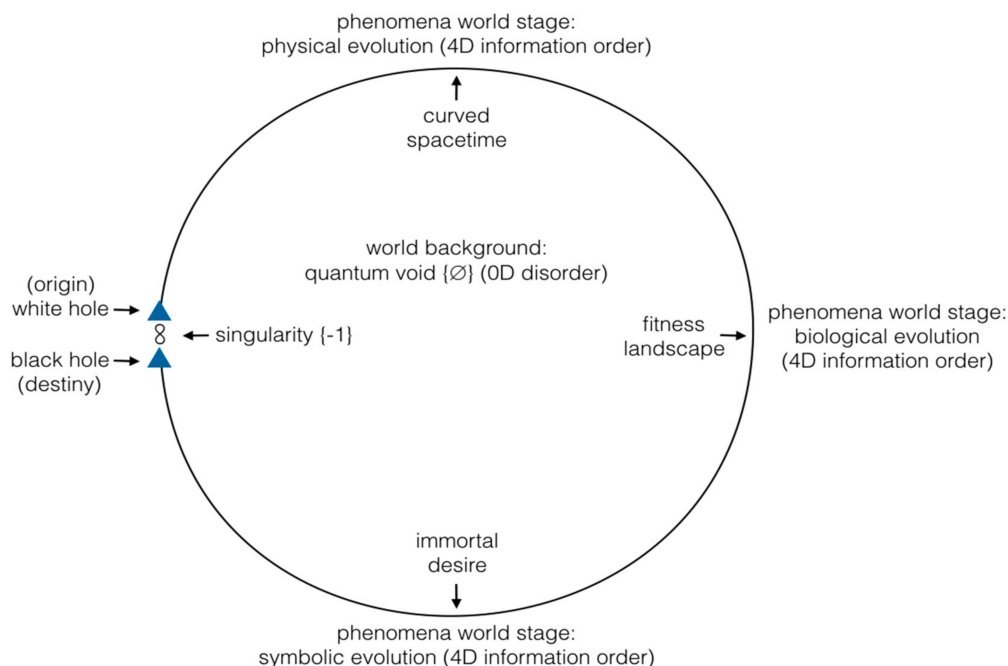 phenomena world stage:
physical evolution (4D information order)
curved
spacetime
world background:
quantum void {∅} (0D disorder)
(origin)
white hole
∞
singularity {-1}
black hole
(destiny)
fitness
landscape
phenomena world stage:
biological evolution
(4D information order)
immortal
desire
phenomena world stage:
symbolic evolution (4D information order)